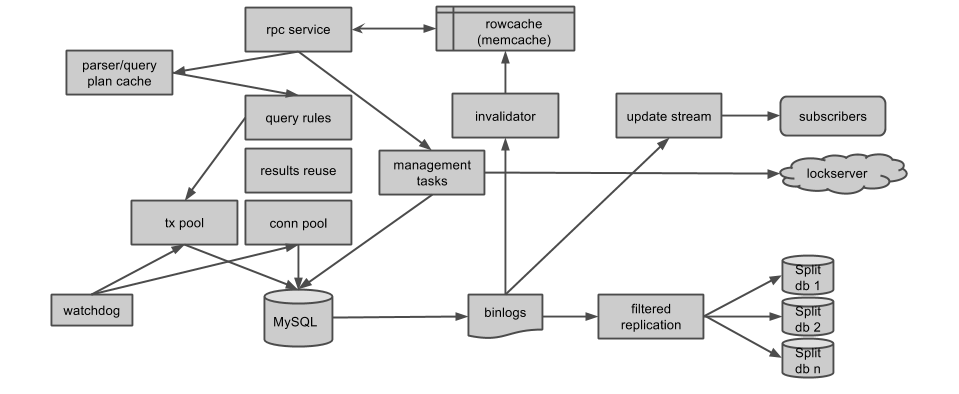 rpc service
rowcache
(memcache)
parser/query
plan cache
query rules
invalidator
update stream
subscribers
results reuse
management
tasks
lockserver
tx pool
conn pool
watchdog
MySQL
binlogs
filtered
replication
Split
db 1
Split
db 2
Split
db n